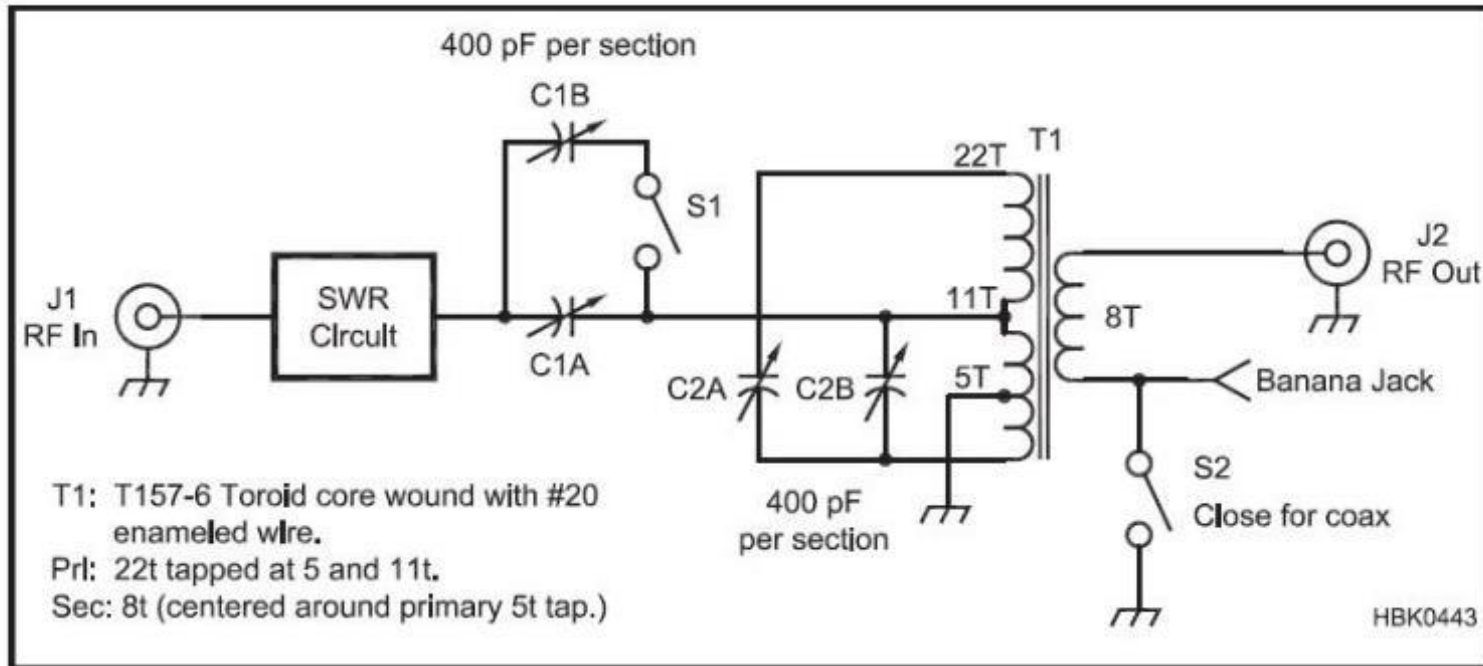 400 pF per section
C1B
T1
22T
S1
J1
RF In
SWR
CIrcuit
C1A
11T
8T
J2
RF Out
C2A
C2B
5T
Banana Jack
S2
Close for coax
400 pF
per section
T1: T157-6 Toroid core wound with #20
enameled wire.
Pri: 22t tapped at 5 and 11t.
Sec: 8t (centered around primary 5t tap.)
HBK0443